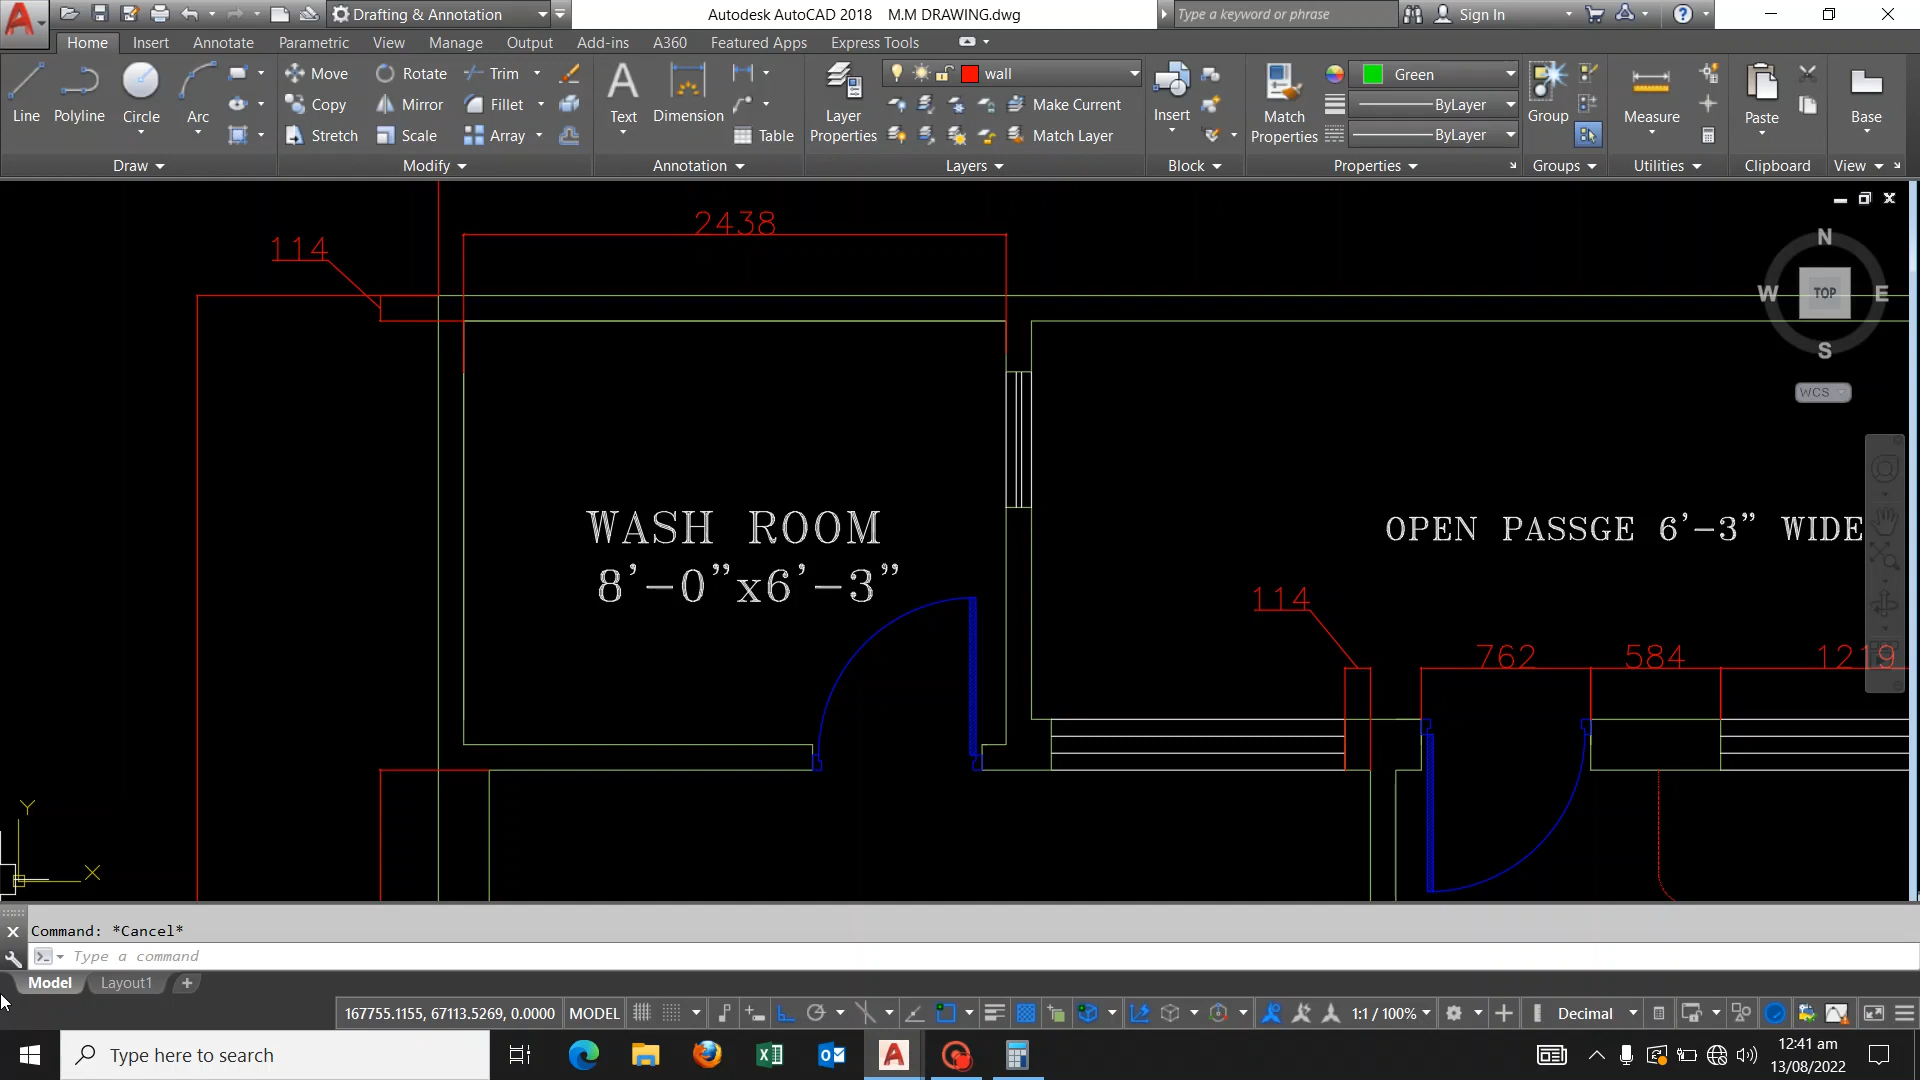 Drafting & Annotation
Autodesk AutoCAD 2018 M.M DRAWING.dwg
Type a keyword or phrase
Sign In
Home Insert Annotate Parametric View Manage Output Add-ins A360 Featured Apps Express Tools
Line Polyline Circle Arc
Move Rotate Trim
Copy Mirror Fillet
Stretch Scale Array
Text Dimension Table
Layer Properties
wall
Make Current
Match Layer
Insert
Match Properties
Green
ByLayer
ByLayer
Group
Measure
Paste
Base
Draw Modify Annotation Layers Block Properties Groups Utilities Clipboard View
2438
114
N
W TOP E
S
WCS
WASH ROOM
8'-0"x6'-3"
OPEN PASSGE 6'-3" WIDE
114
762 584 1219
Y
X
Command: *Cancel*
Type a command
Model Layout1
167755.1155, 67113.5269, 0.0000 MODEL 1:1 / 100% Decimal
Type here to search
12:41 am
13/08/2022